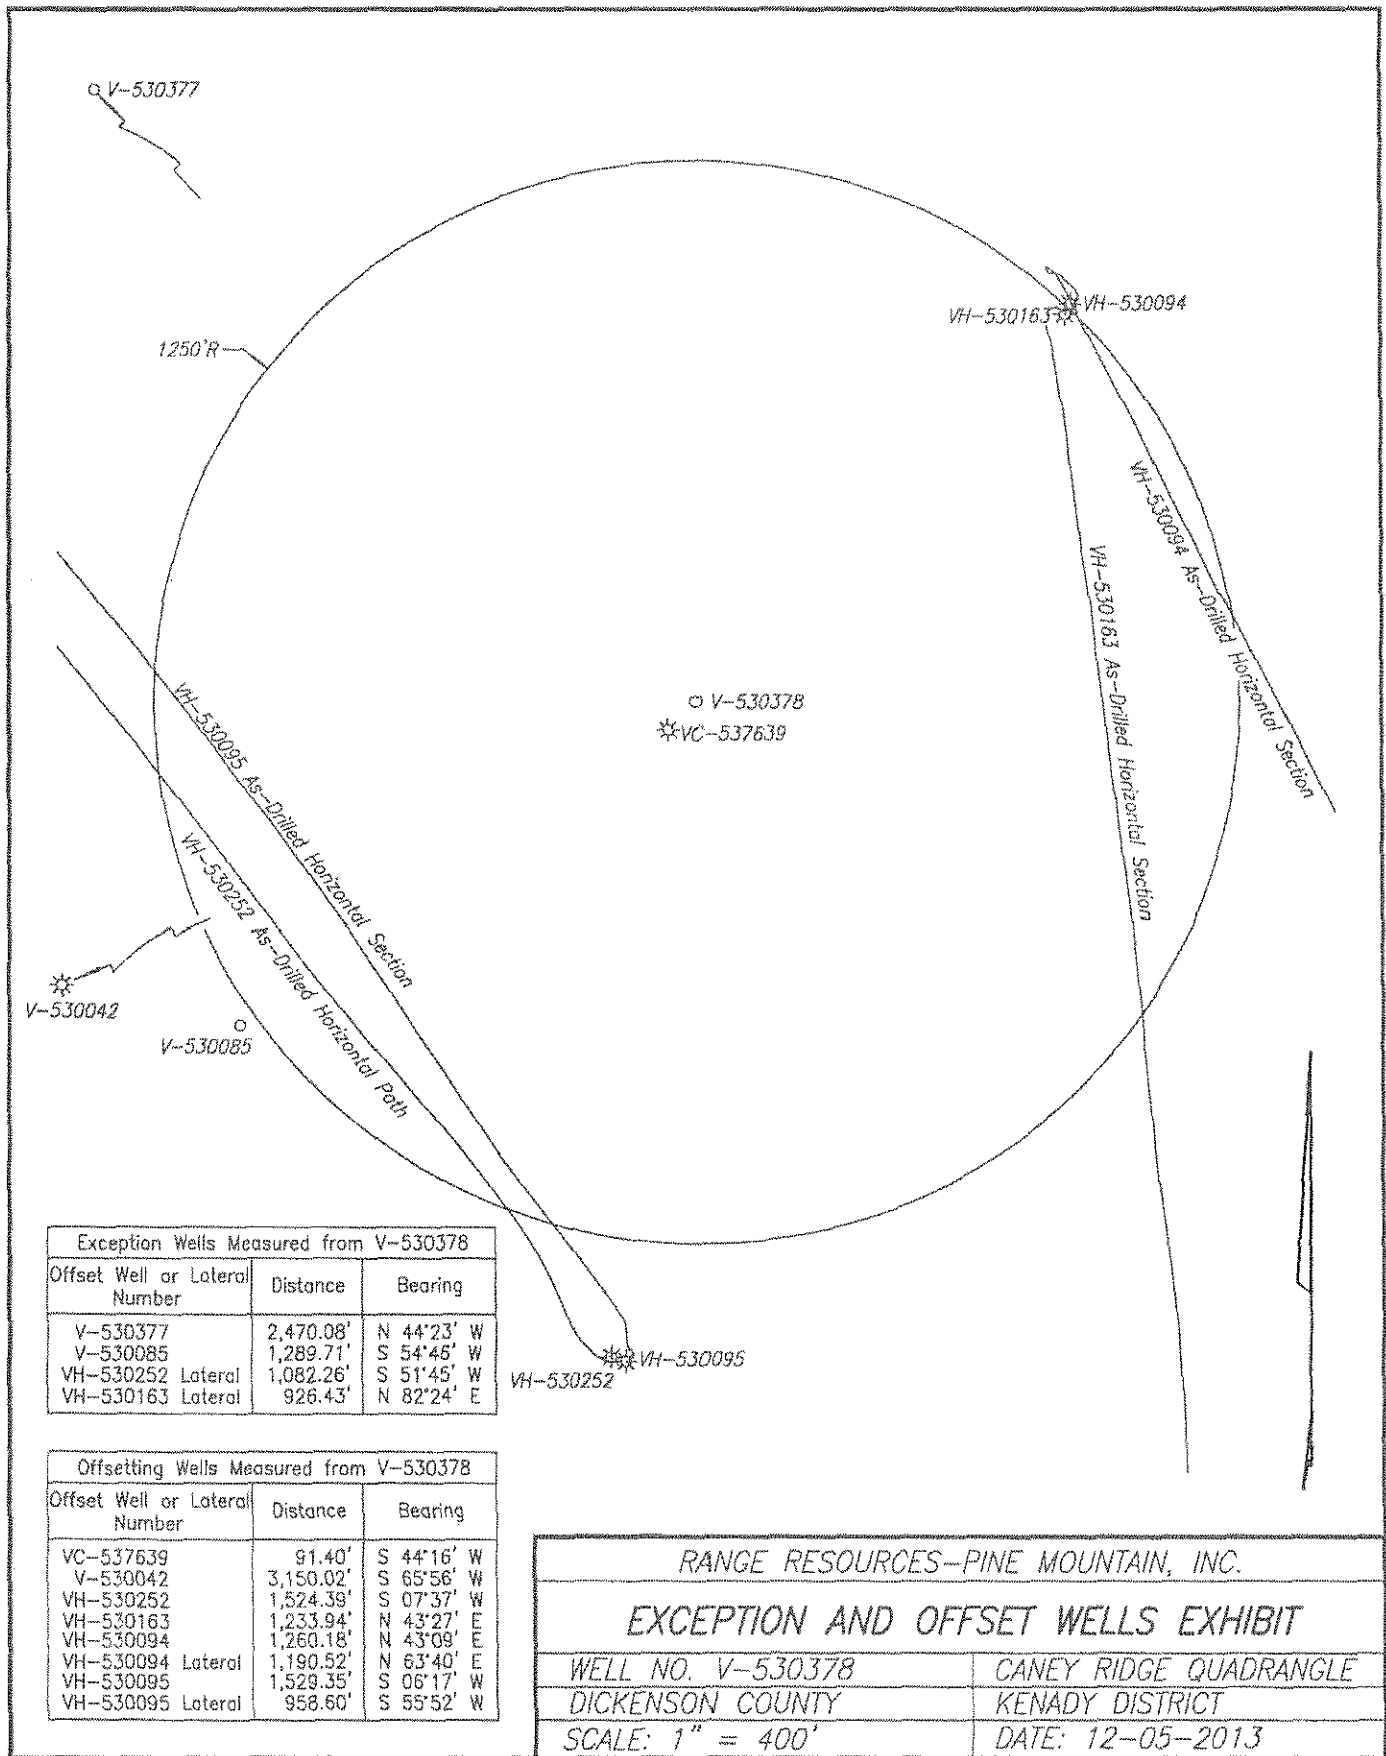 V-530377
VH-530094
VH-530163
1250'R
VH-530094 As-Drilled Horizontal Section
VH-530163 As-Drilled Horizontal Section
V-530378
VC-537639
VH-530095 As-Drilled Horizontal Section
VH-530252 As-Drilled Horizontal Path
V-530042
V-530085
VH-530095
VH-530252
Exception Wells Measured from V-530378
Offset Well or Lateral Number Distance Bearing
V-530377 2,470.08' N 44°23' W
V-530085 1,289.71' S 54°45' W
VH-530252 Lateral 1,082.26' S 51°45' W
VH-530163 Lateral 926.43' N 82°24' E
Offsetting Wells Measured from V-530378
Offset Well or Lateral Number Distance Bearing
VC-537639 91.40' S 44°16' W
V-530042 3,150.02' S 65°56' W
VH-530252 1,524.39' S 07°37' W
VH-530163 1,233.94' N 43°27' E
VH-530094 1,260.18' N 43°09' E
VH-530094 Lateral 1,190.52' N 63°40' E
VH-530095 1,529.35' S 06°17' W
VH-530095 Lateral 958.60' S 55°52' W
RANGE RESOURCES-PINE MOUNTAIN, INC.
EXCEPTION AND OFFSET WELLS EXHIBIT
WELL NO. V-530378 CANEY RIDGE QUADRANGLE
DICKENSON COUNTY KENADY DISTRICT
SCALE: 1" = 400' DATE: 12-05-2013